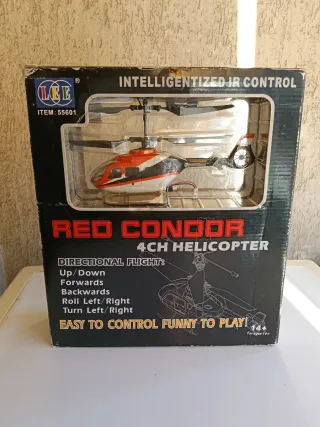 LEE
®
ITEM: 55601
INTELLIGENTIZED IR CONTROL
RED CONDOR
4CH HELICOPTER
DIRECTIONAL FLIGHT:
Up/Down
Forwards
Backwards
Roll Left/Right
Turn Left/Right
EASY TO CONTROL FUNNY TO PLAY!
14+